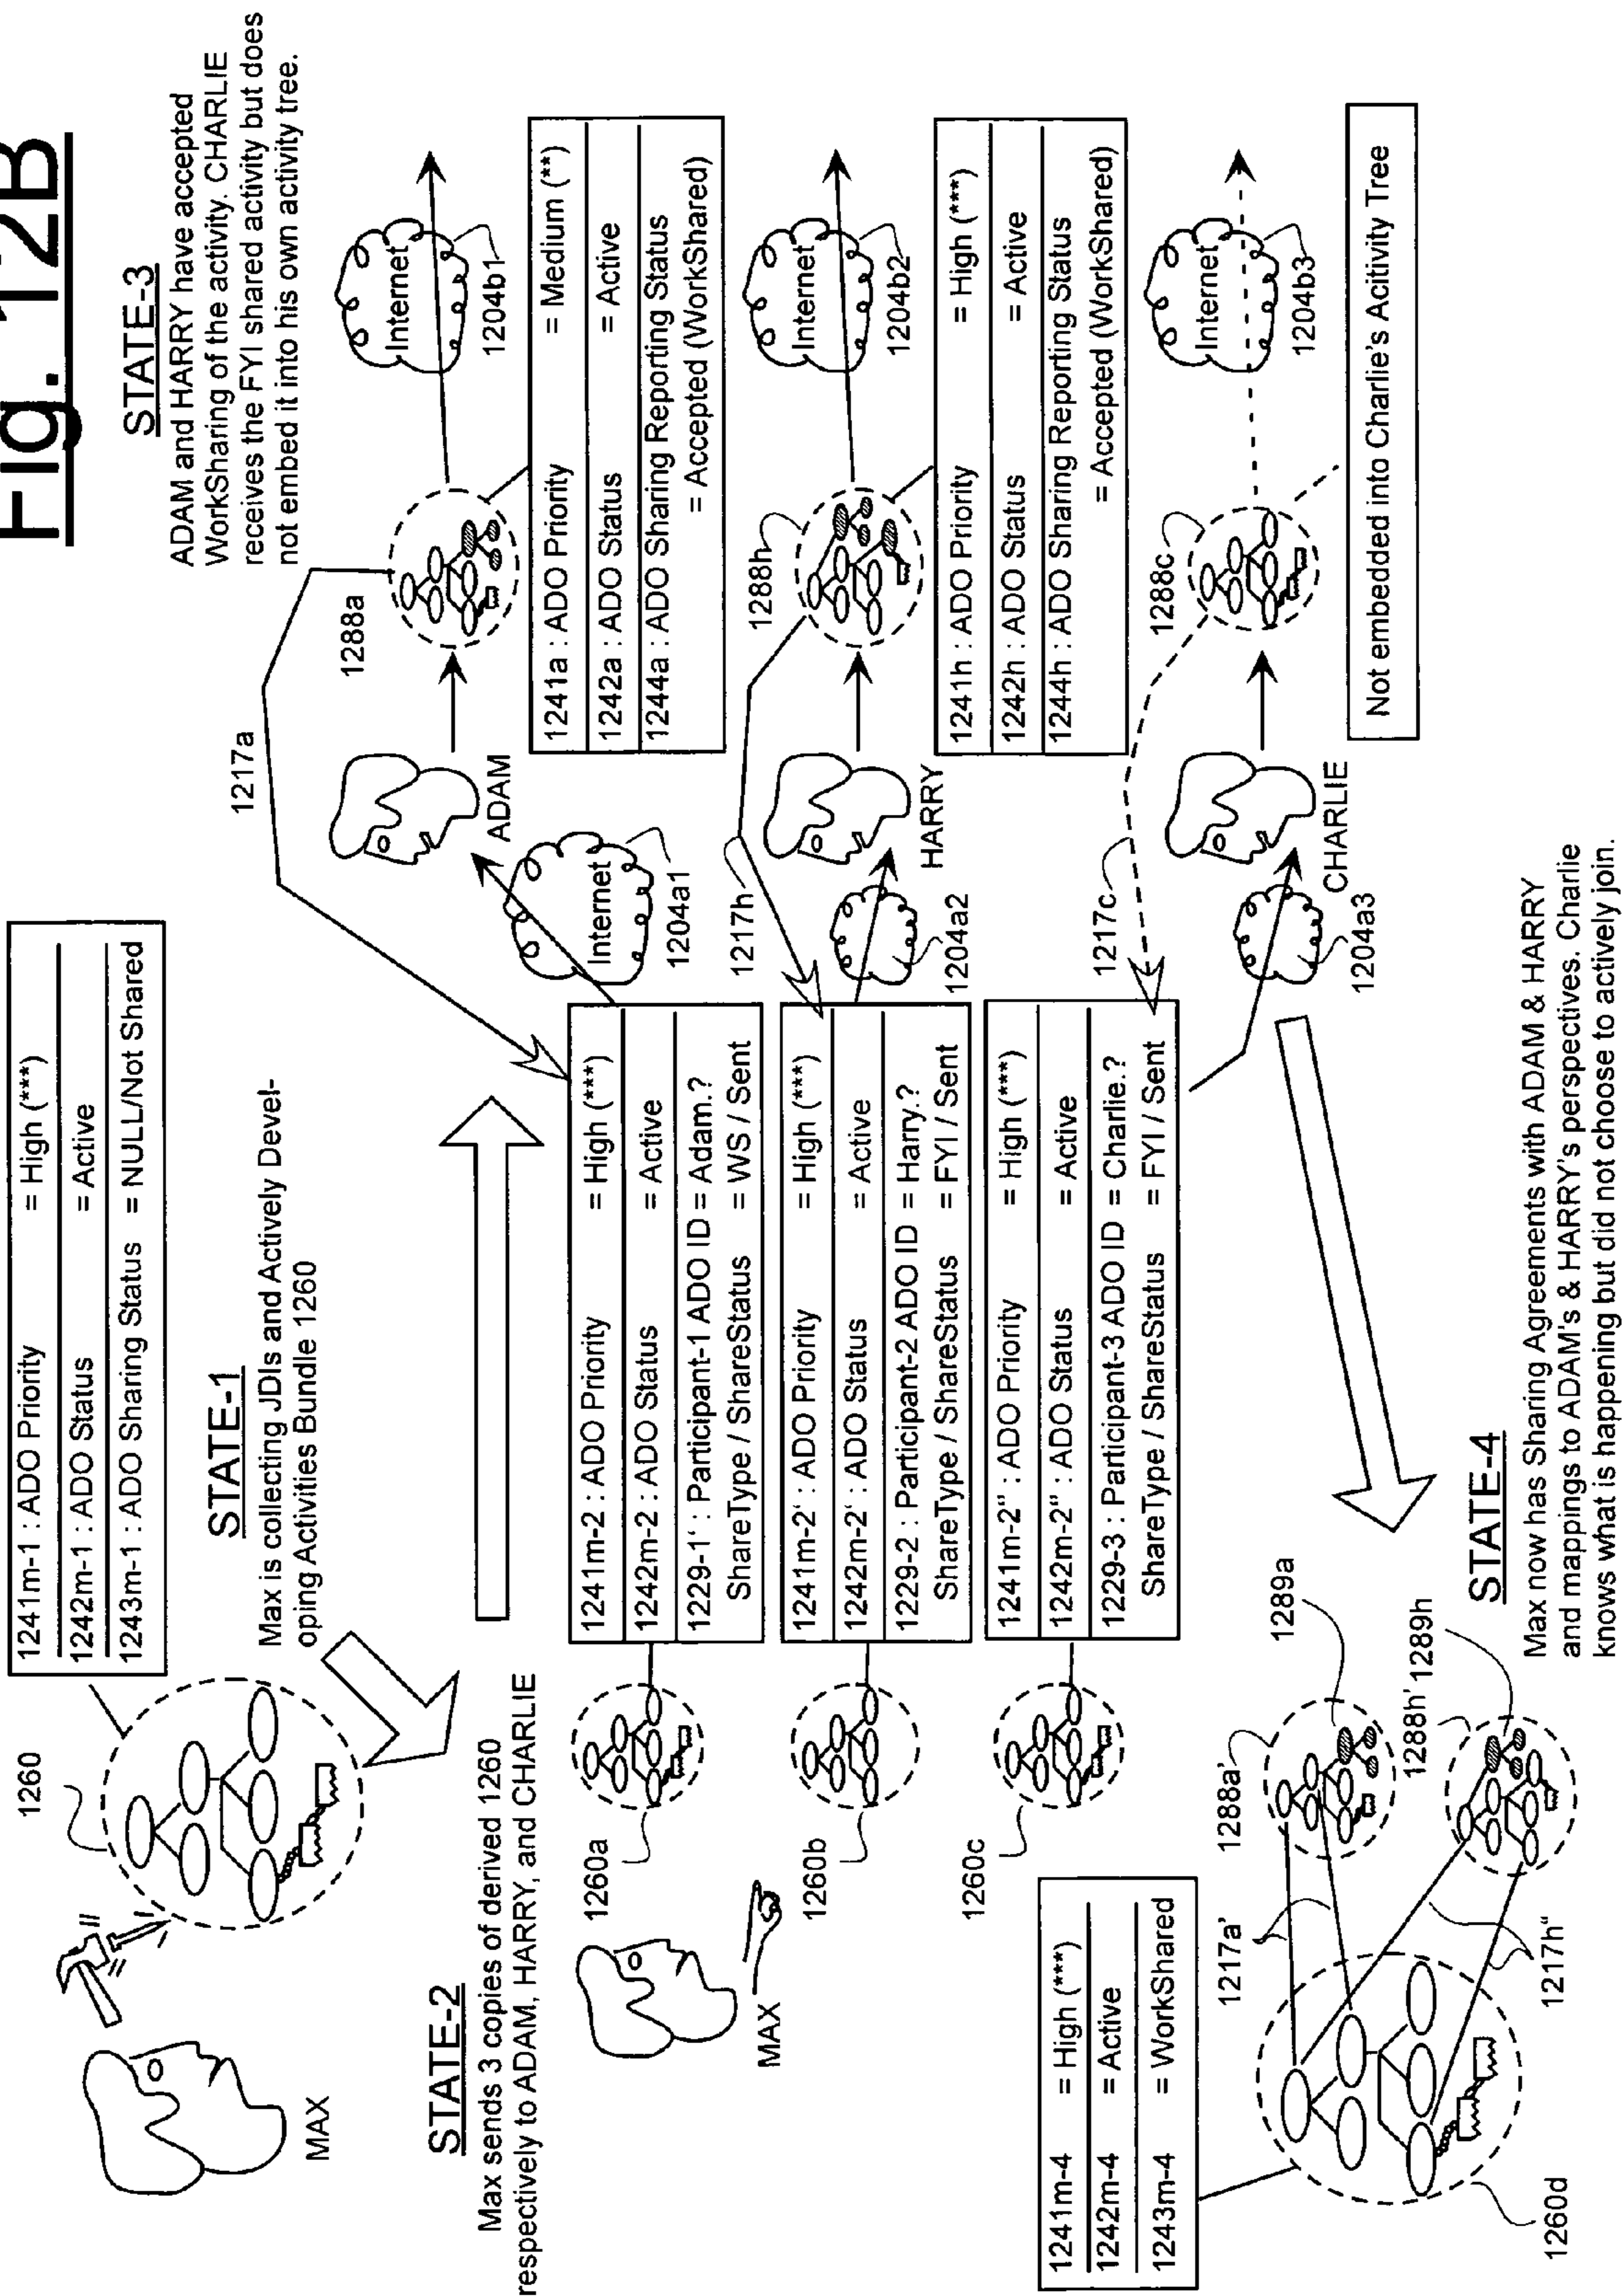 Fig. 12B
1241m-1 : ADO Priority = High (***)
1242m-1 : ADO Status = Active
1243m-1 : ADO Sharing Status = NULL/Not Shared
1260
MAX
STATE-1
Max is collecting JDIs and Actively Devel-
oping Activities Bundle 1260
STATE-2
Max sends 3 copies of derived 1260
respectively to ADAM, HARRY, and CHARLIE
MAX
1260a
1260b
1260c
1241m-2 : ADO Priority = High (***)
1242m-2 : ADO Status = Active
1229-1' : Participant-1 ADO ID = Adam.?
ShareType / ShareStatus = WS / Sent
1241m-2' : ADO Priority = High (***)
1242m-2' : ADO Status = Active
1229-2 : Participant-2 ADO ID = Harry.?
ShareType / ShareStatus = FYI / Sent
1241m-2" : ADO Priority = High (***)
1242m-2" : ADO Status = Active
1229-3 : Participant-3 ADO ID = Charlie.?
ShareType / ShareStatus = FYI / Sent
Internet
1204a1
1204a2
1204a3
1217a
1217h
1217c
ADAM
HARRY
CHARLIE
STATE-3
ADAM and HARRY have accepted
WorkSharing of the activity. CHARLIE
receives the FYI shared activity but does
not embed it into his own activity tree.
1288a
Internet
1204b1
1241a : ADO Priority = Medium (**)
1242a : ADO Status = Active
1244a : ADO Sharing Reporting Status
= Accepted (WorkShared)
1288h
Internet
1204b2
1241h : ADO Priority = High (***)
1242h : ADO Status = Active
1244h : ADO Sharing Reporting Status
= Accepted (WorkShared)
1288c
Internet
1204b3
Not embedded into Charlie's Acitivity Tree
1241m-4 = High (***)
1242m-4 = Active
1243m-4 = WorkShared
1260d
1217a'
1217h"
1288a'
1289a
1288h'
1289h
STATE-4
Max now has Sharing Agreements with ADAM & HARRY
and mappings to ADAM's & HARRY's perspectives. Charlie
knows what is happening but did not choose to actively join.